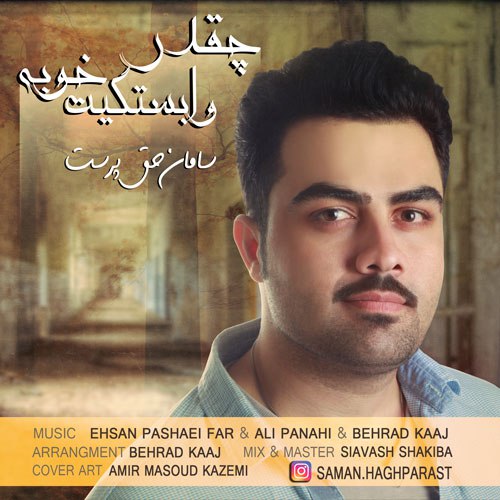 چقدر
وابستگیت خوبه
سامان حق پرست
MUSIC EHSAN PASHAEI FAR & ALI PANAHI & BEHRAD KAAJ
ARRANGMENT BEHRAD KAAJ MIX & MASTER SIAVASH SHAKIBA
COVER ART AMIR MASOUD KAZEMI SAMAN.HAGHPARAST